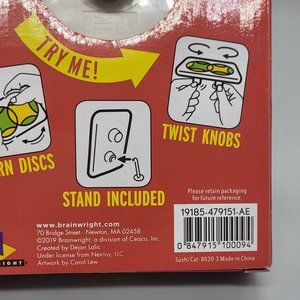 TRY ME!
TWIST KNOBS
RN DISCS
STAND INCLUDED
Please retain packaging
for future reference.
19185-479151-AE
0 847915 100094
www.brainwright.com
70 Bridge Street · Newton, MA 02458
©2019 Brainwright, a division of Ceaco, Inc.
Created by Dejan Lolic
Under license from Nextoy, LLC
Artwork by Carol Lew
Sushi Cat-8020-3 Made in China
RIGHT